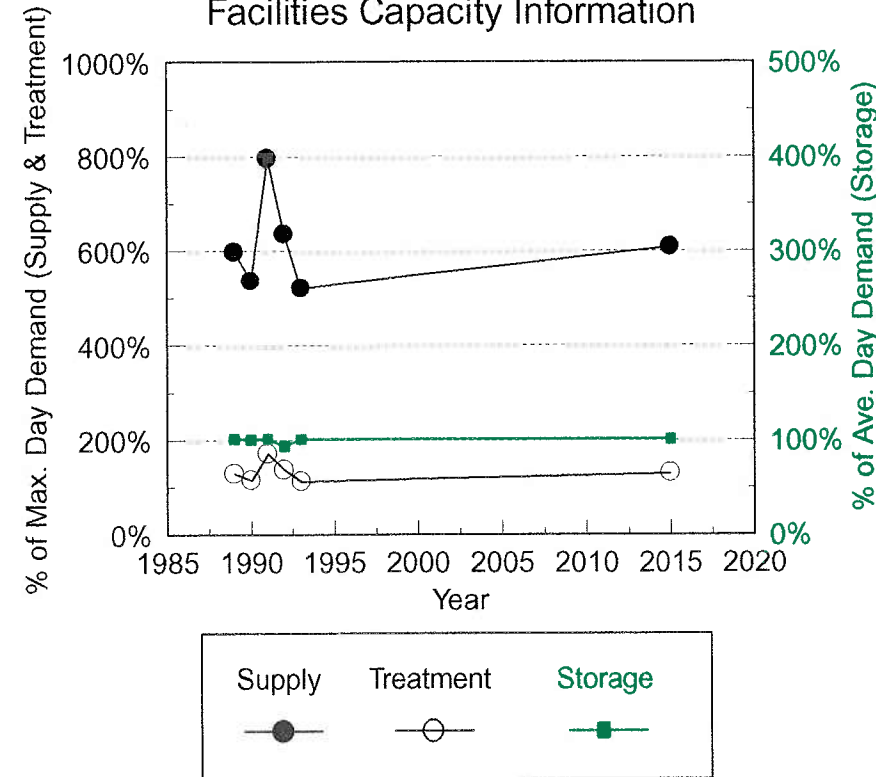 Facilities Capacity Information
% of Max. Day Demand (Supply & Treatment)
1000%
800%
600%
400%
200%
0%
500%
400%
300%
200%
100%
0%
% of Ave. Day Demand (Storage)
1985 1990 1995 2000 2005 2010 2015 2020
Year
Supply Treatment Storage